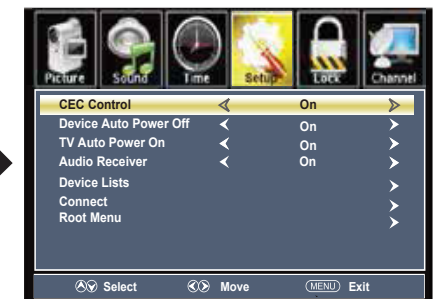 Picture Sound Time Setup Lock Channel
CEC Control On
Device Auto Power Off On
TV Auto Power On On
Audio Receiver On
Device Lists
Connect
Root Menu
Select Move MENU Exit